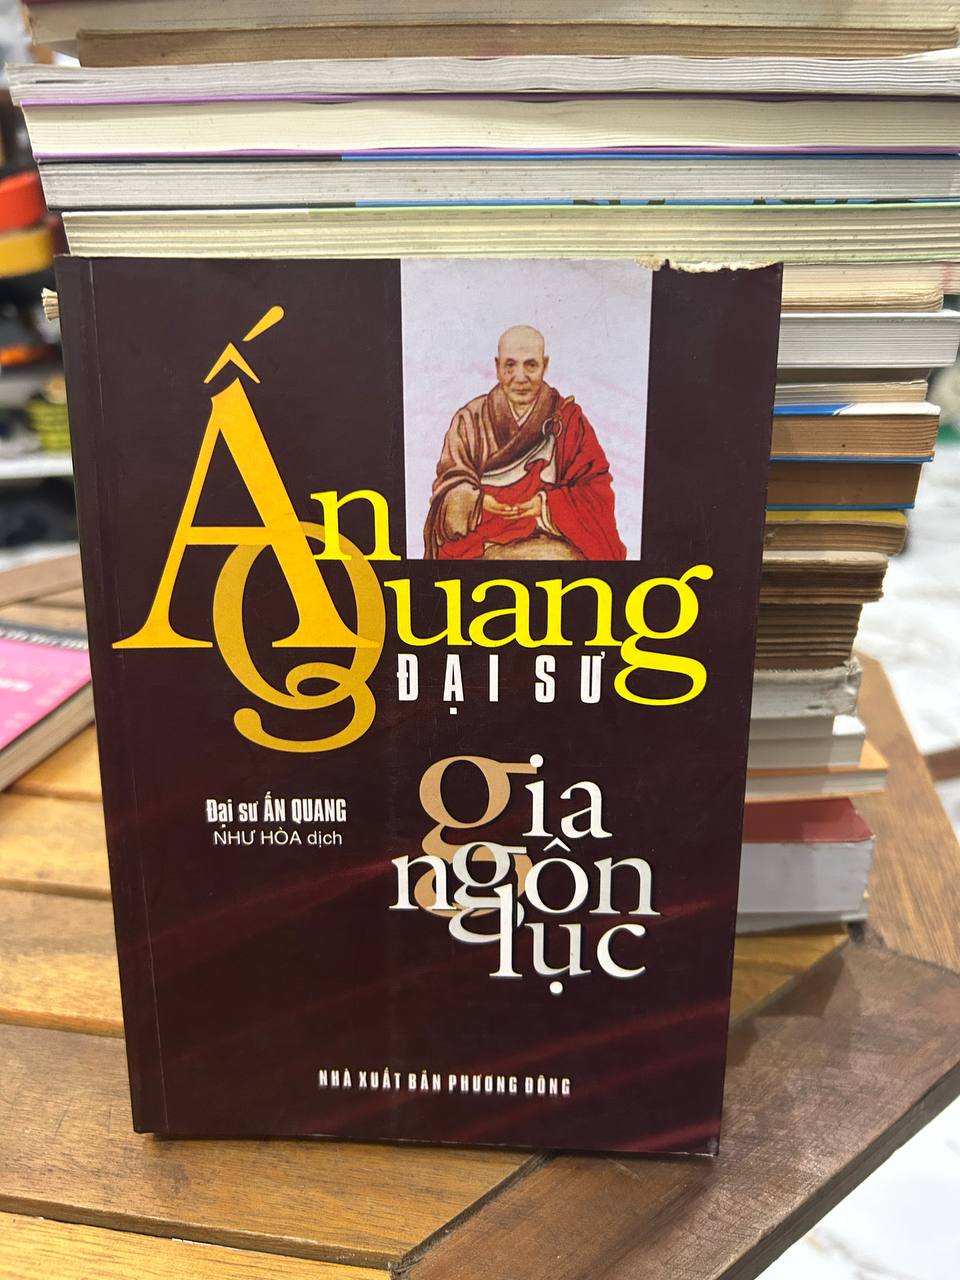 Ấn
Quang
ĐẠI SƯ
Đại sư ẤN QUANG
NHƯ HÒA dịch
gia
ngôn
lục
NHÀ XUẤT BẢN PHƯƠNG ĐÔNG